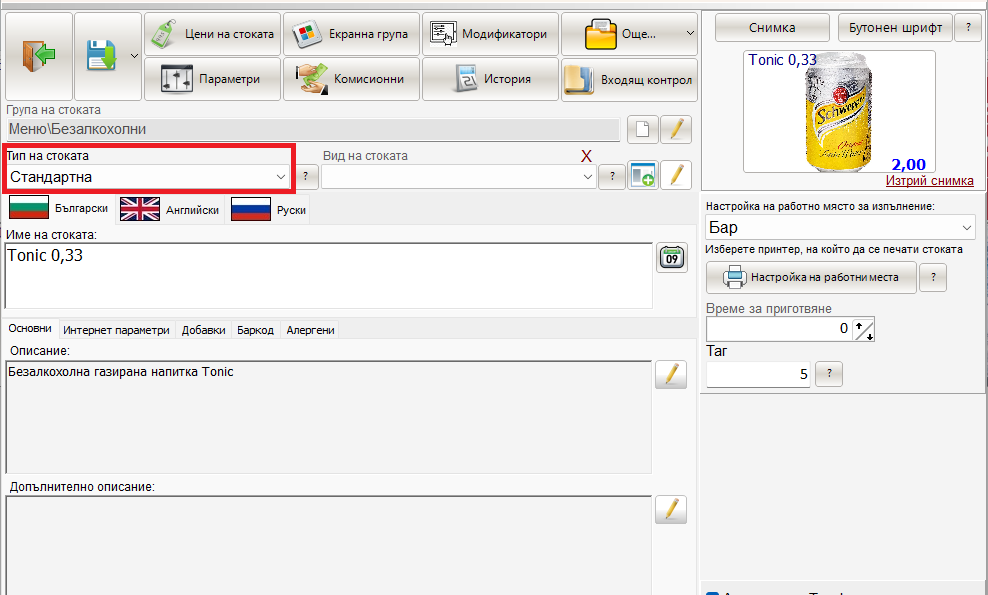 Цени на стоката
Екранна група
Модификатори
Още...
Параметри
Комисионни
История
Входящ контрол
Снимка
Бутонен шрифт
?
Tonic 0,33
Schweppes
2,00
Изтрий снимка
Група на стоката
Меню\Безалкохолни
Тип на стоката
Стандартна
?
Вид на стоката
X
?
Български
Английски
Руски
Име на стоката:
Tonic 0,33
09
Основни
Интернет параметри
Добавки
Баркод
Алергени
Описание:
Безалкохолна газирана напитка Tonic
Допълнително описание:
Настройка на работно място за изпълнение:
Бар
Изберете принтер, на който да се печати стоката
Настройка на работни места
?
Време за приготвяне
0
Таг
5
?